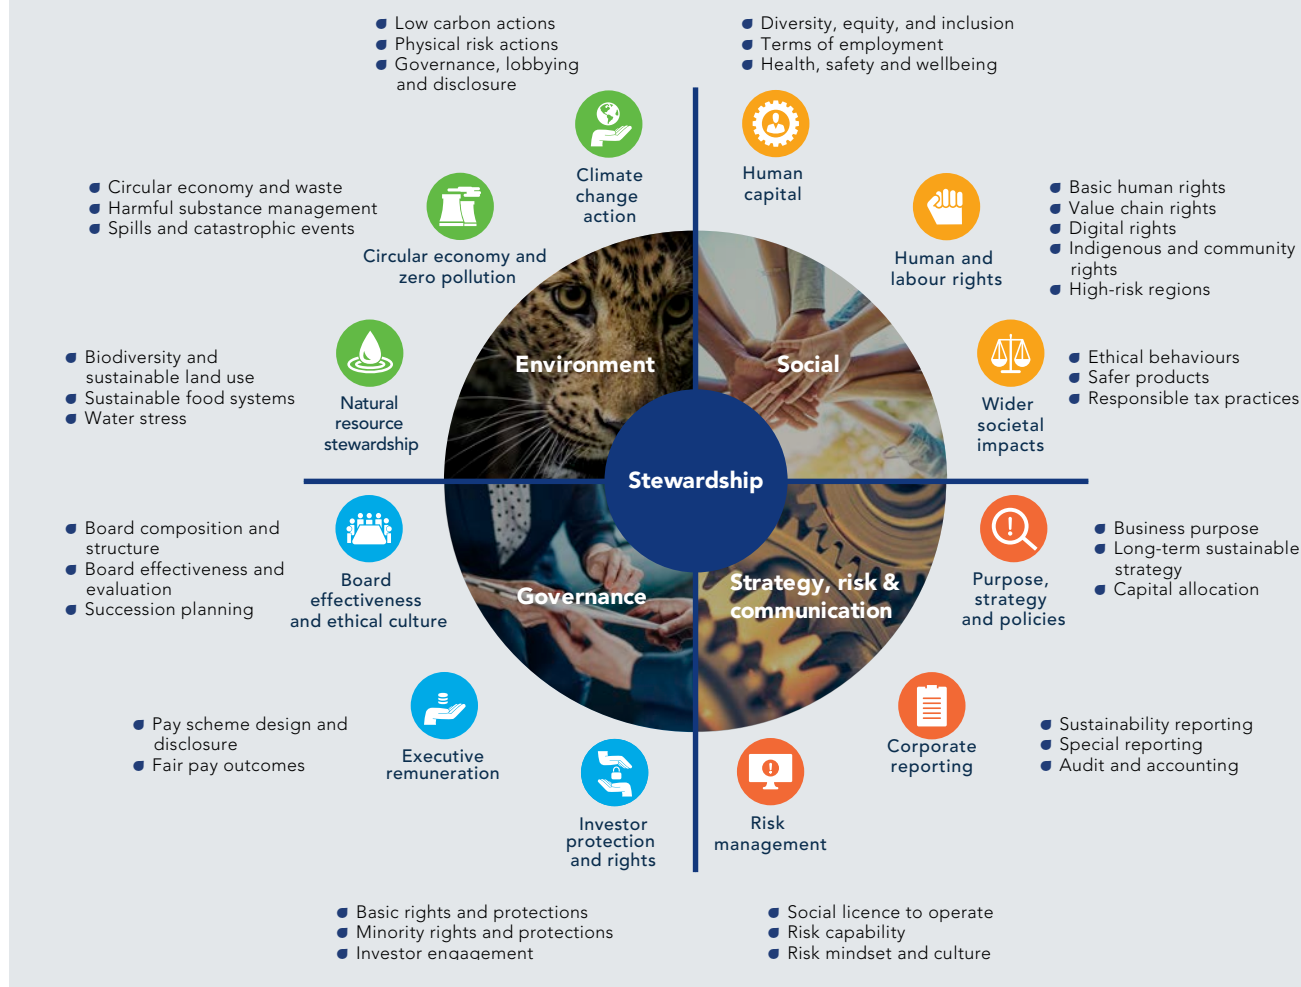 Low carbon actions
Physical risk actions
Governance, lobbying
and disclosure
Diversity, equity, and inclusion
Terms of employment
Health, safety and wellbeing
Climate
change
action
Human
capital
Circular economy and waste
Harmful substance management
Spills and catastrophic events
Circular economy and
zero pollution
Human and
labour rights
Basic human rights
Value chain rights
Digital rights
Indigenous and community
rights
High-risk regions
Biodiversity and
sustainable land use
Sustainable food systems
Water stress
Natural
resource
stewardship
Environment
Social
Wider
societal
impacts
Ethical behaviours
Safer products
Responsible tax practices
Stewardship
Board composition and
structure
Board effectiveness and
evaluation
Succession planning
Board
effectiveness
and ethical culture
Governance
Strategy, risk &
communication
Purpose,
strategy
and policies
Business purpose
Long-term sustainable
strategy
Capital allocation
Pay scheme design and
disclosure
Fair pay outcomes
Executive
remuneration
Corporate
reporting
Sustainability reporting
Special reporting
Audit and accounting
Investor
protection
and rights
Risk
management
Basic rights and protections
Minority rights and protections
Investor engagement
Social licence to operate
Risk capability
Risk mindset and culture